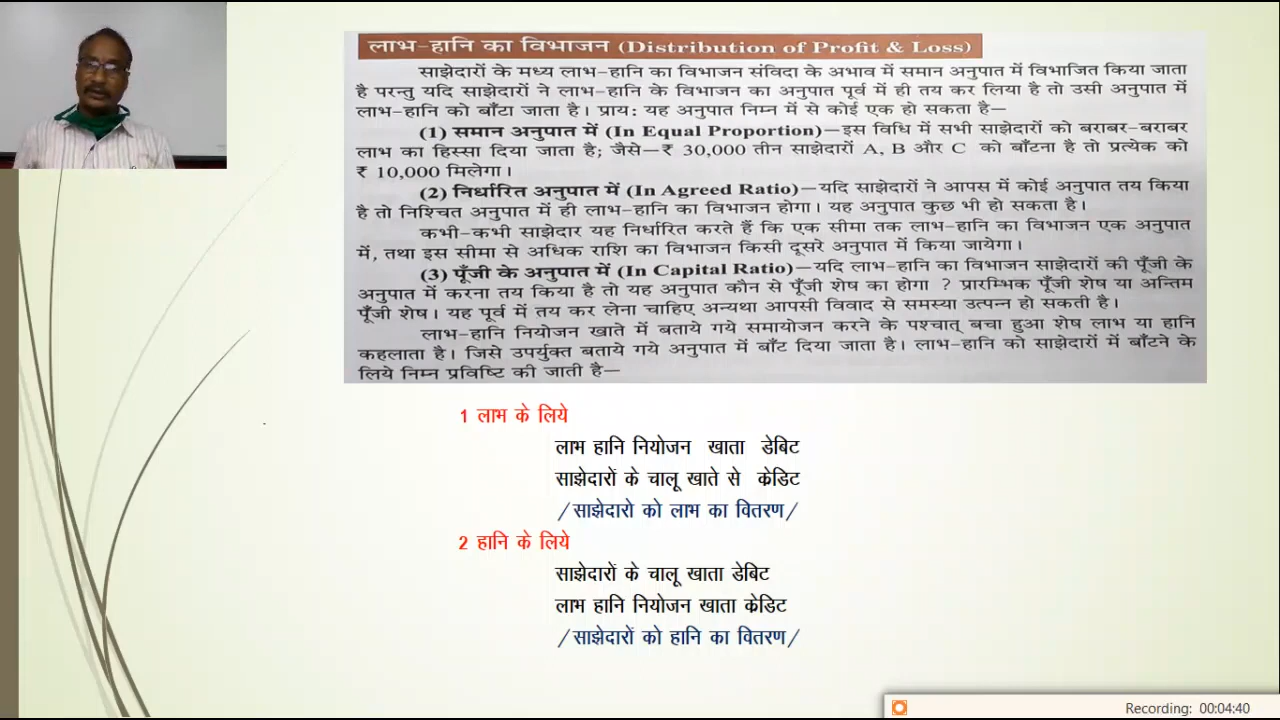 लाभ-हानि का विभाजन (Distribution of Profit & Loss)
साझेदारों के मध्य लाभ-हानि का विभाजन संविदा के अभाव में समान अनुपात में विभाजित किया जाता
है परन्तु यदि साझेदारों ने लाभ-हानि के विभाजन का अनुपात पूर्व में ही तय कर लिया है तो उसी अनुपात में
लाभ-हानि को बाँटा जाता है। प्राय: यह अनुपात निम्न में से कोई एक हो सकता है—
(1) समान अनुपात में (In Equal Proportion)—इस विधि में सभी साझेदारों को बराबर-बराबर
लाभ का हिस्सा दिया जाता है; जैसे—₹ 30,000 तीन साझेदारों A, B और C को बाँटना है तो प्रत्येक को
₹ 10,000 मिलेगा।
(2) निर्धारित अनुपात में (In Agreed Ratio)—यदि साझेदारों ने आपस में कोई अनुपात तय किया
है तो निश्चित अनुपात में ही लाभ-हानि का विभाजन होगा। यह अनुपात कुछ भी हो सकता है।
कभी-कभी साझेदार यह निर्धारित करते हैं कि एक सीमा तक लाभ-हानि का विभाजन एक अनुपात
में, तथा इस सीमा से अधिक राशि का विभाजन किसी दूसरे अनुपात में किया जायेगा।
(3) पूँजी के अनुपात में (In Capital Ratio)—यदि लाभ-हानि का विभाजन साझेदारों की पूँजी के
अनुपात में करना तय किया है तो यह अनुपात कौन से पूँजी शेष का होगा ? प्रारम्भिक पूँजी शेष या अन्तिम
पूँजी शेष। यह पूर्व में तय कर लेना चाहिए अन्यथा आपसी विवाद से समस्या उत्पन्न हो सकती है।
लाभ-हानि नियोजन खाते में बताये गये समायोजन करने के पश्चात् बचा हुआ शेष लाभ या हानि
कहलाता है। जिसे उपर्युक्त बताये गये अनुपात में बाँट दिया जाता है। लाभ-हानि को साझेदारों में बाँटने के
लिये निम्न प्रविष्टि की जाती है—
1 लाभ के लिये
लाभ हानि नियोजन खाता डेबिट
साझेदारों के चालू खाते से केडिट
/साझेदारो को लाभ का वितरण/
2 हानि के लिये
साझेदारों के चालू खाता डेबिट
लाभ हानि नियोजन खाता केडिट
/साझेदारों को हानि का वितरण/
Recording: 00:04:40